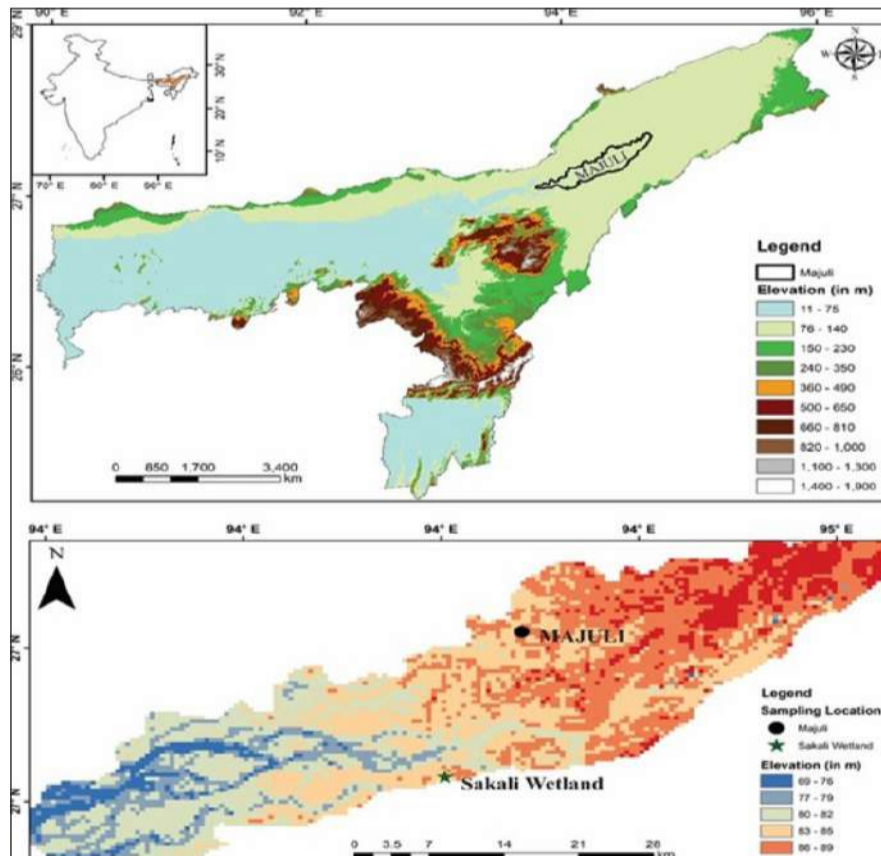 90° E 92° E 94° E 96° E
29° N
27° N
26° N
30° N
20° N
10° N
70° E 80° E 90° E
N
W
S
MAJULI
Legend
Majuli
Elevation (in m)
11 - 75
76 - 140
150 - 230
240 - 350
360 - 490
500 - 650
660 - 810
820 - 1,000
1,100 - 1,300
1,400 - 1,900
0 850 1,700 3,400
km
94° E 94° E 94° E 94° E 95° E
N
27° N
27° N
MAJULI
Sakali Wetland
Legend
Sampling Location
Majuli
Sakali Wetland
Elevation (in m)
69 - 76
77 - 79
80 - 82
83 - 85
86 - 89
0 3.5 7 14 21 28
km